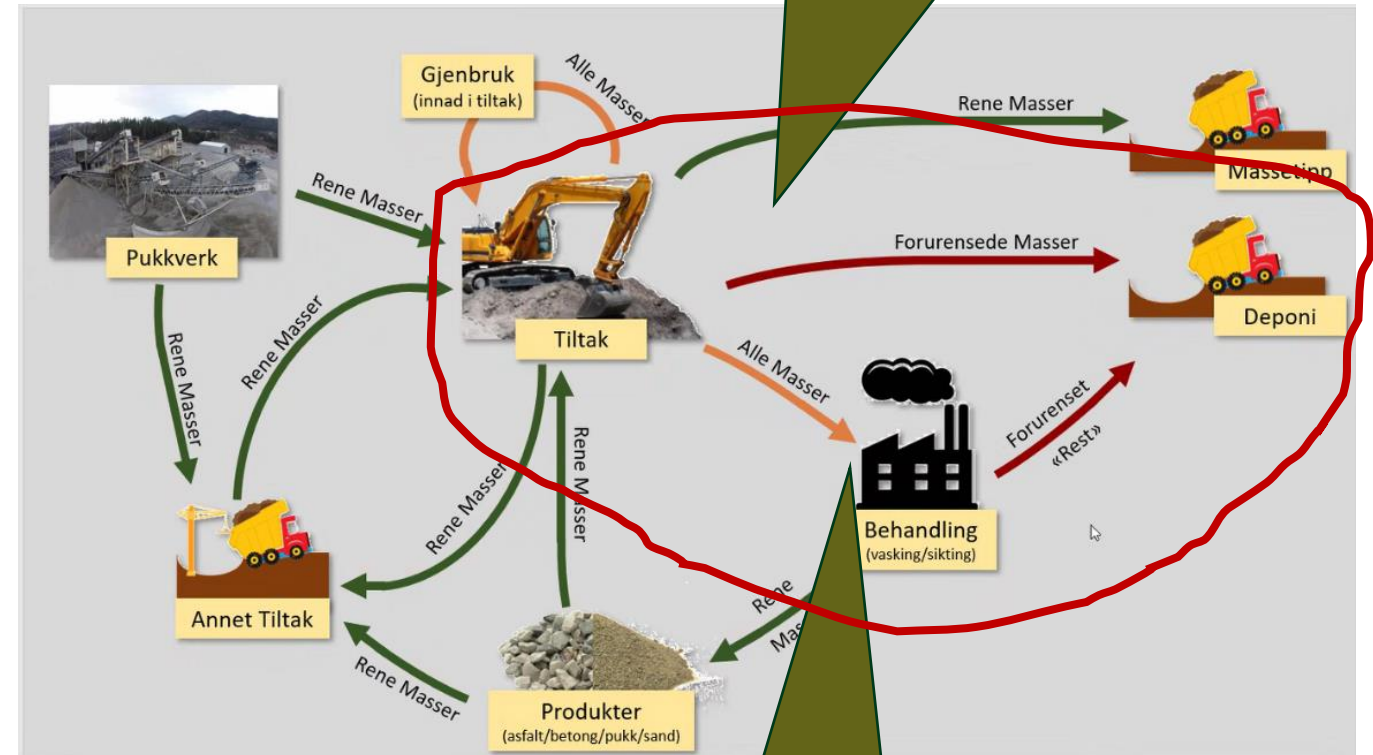 Gjenbruk
(innad i tiltak)
Alle Masser
Rene Masser
Massetipp
Rene Masser
Pukkverk
Forurensede Masser
Deponi
Tiltak
Rene Masser
Rene Masser
Alle Masser
Forurenset
«Rest»
Rene Masser
Rene Masser
Behandling
(vasking/sikting)
Annet Tiltak
Rene
Rene Masser
Produkter
(asfalt/betong/pukk/sand)